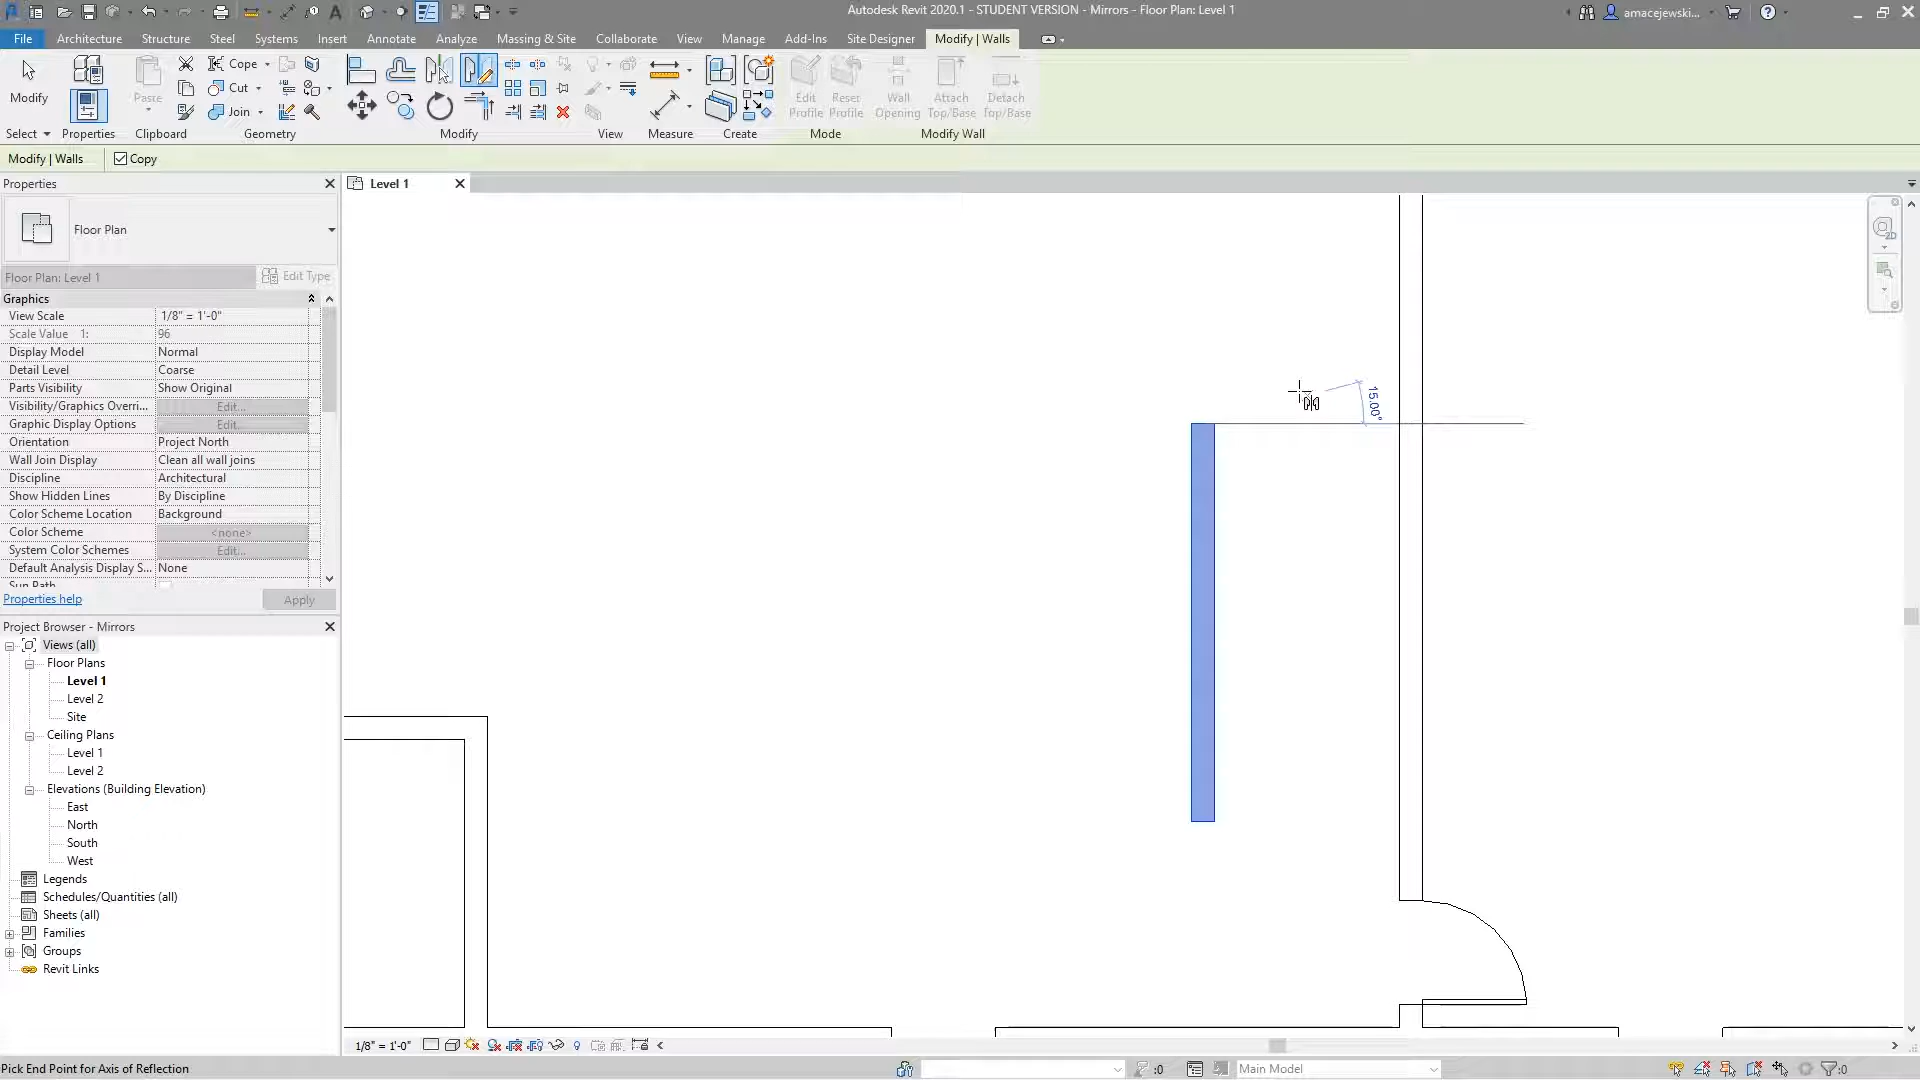 Autodesk Revit 2020.1 - STUDENT VERSION - Mirrors - Floor Plan: Level 1
amacejewski...
File Architecture Structure Steel Systems Insert Annotate Analyze Massing & Site Collaborate View Manage Add-Ins Site Designer Modify | Walls
Cope
Cut
Join
Modify
Paste
Edit Profile
Reset Profile
Wall Opening
Attach Top/Base
Detach Top/Base
Select Properties Clipboard Geometry Modify View Measure Create Mode Modify Wall
Modify | Walls Copy
Properties
Level 1
Floor Plan
Floor Plan: Level 1 Edit Type
Graphics
View Scale 1/8" = 1'-0"
Scale Value 1: 96
Display Model Normal
Detail Level Coarse
Parts Visibility Show Original
Visibility/Graphics Overri... Edit...
Graphic Display Options Edit...
Orientation Project North
Wall Join Display Clean all wall joins
Discipline Architectural
Show Hidden Lines By Discipline
Color Scheme Location Background
Color Scheme <none>
System Color Schemes Edit...
Default Analysis Display S... None
Sun Path
Properties help Apply
15.00°
Project Browser - Mirrors
Views (all)
Floor Plans
Level 1
Level 2
Site
Ceiling Plans
Level 1
Level 2
Elevations (Building Elevation)
East
North
South
West
Legends
Schedules/Quantities (all)
Sheets (all)
Families
Groups
Revit Links
1/8" = 1'-0"
Pick End Point for Axis of Reflection
:0
Main Model
:0